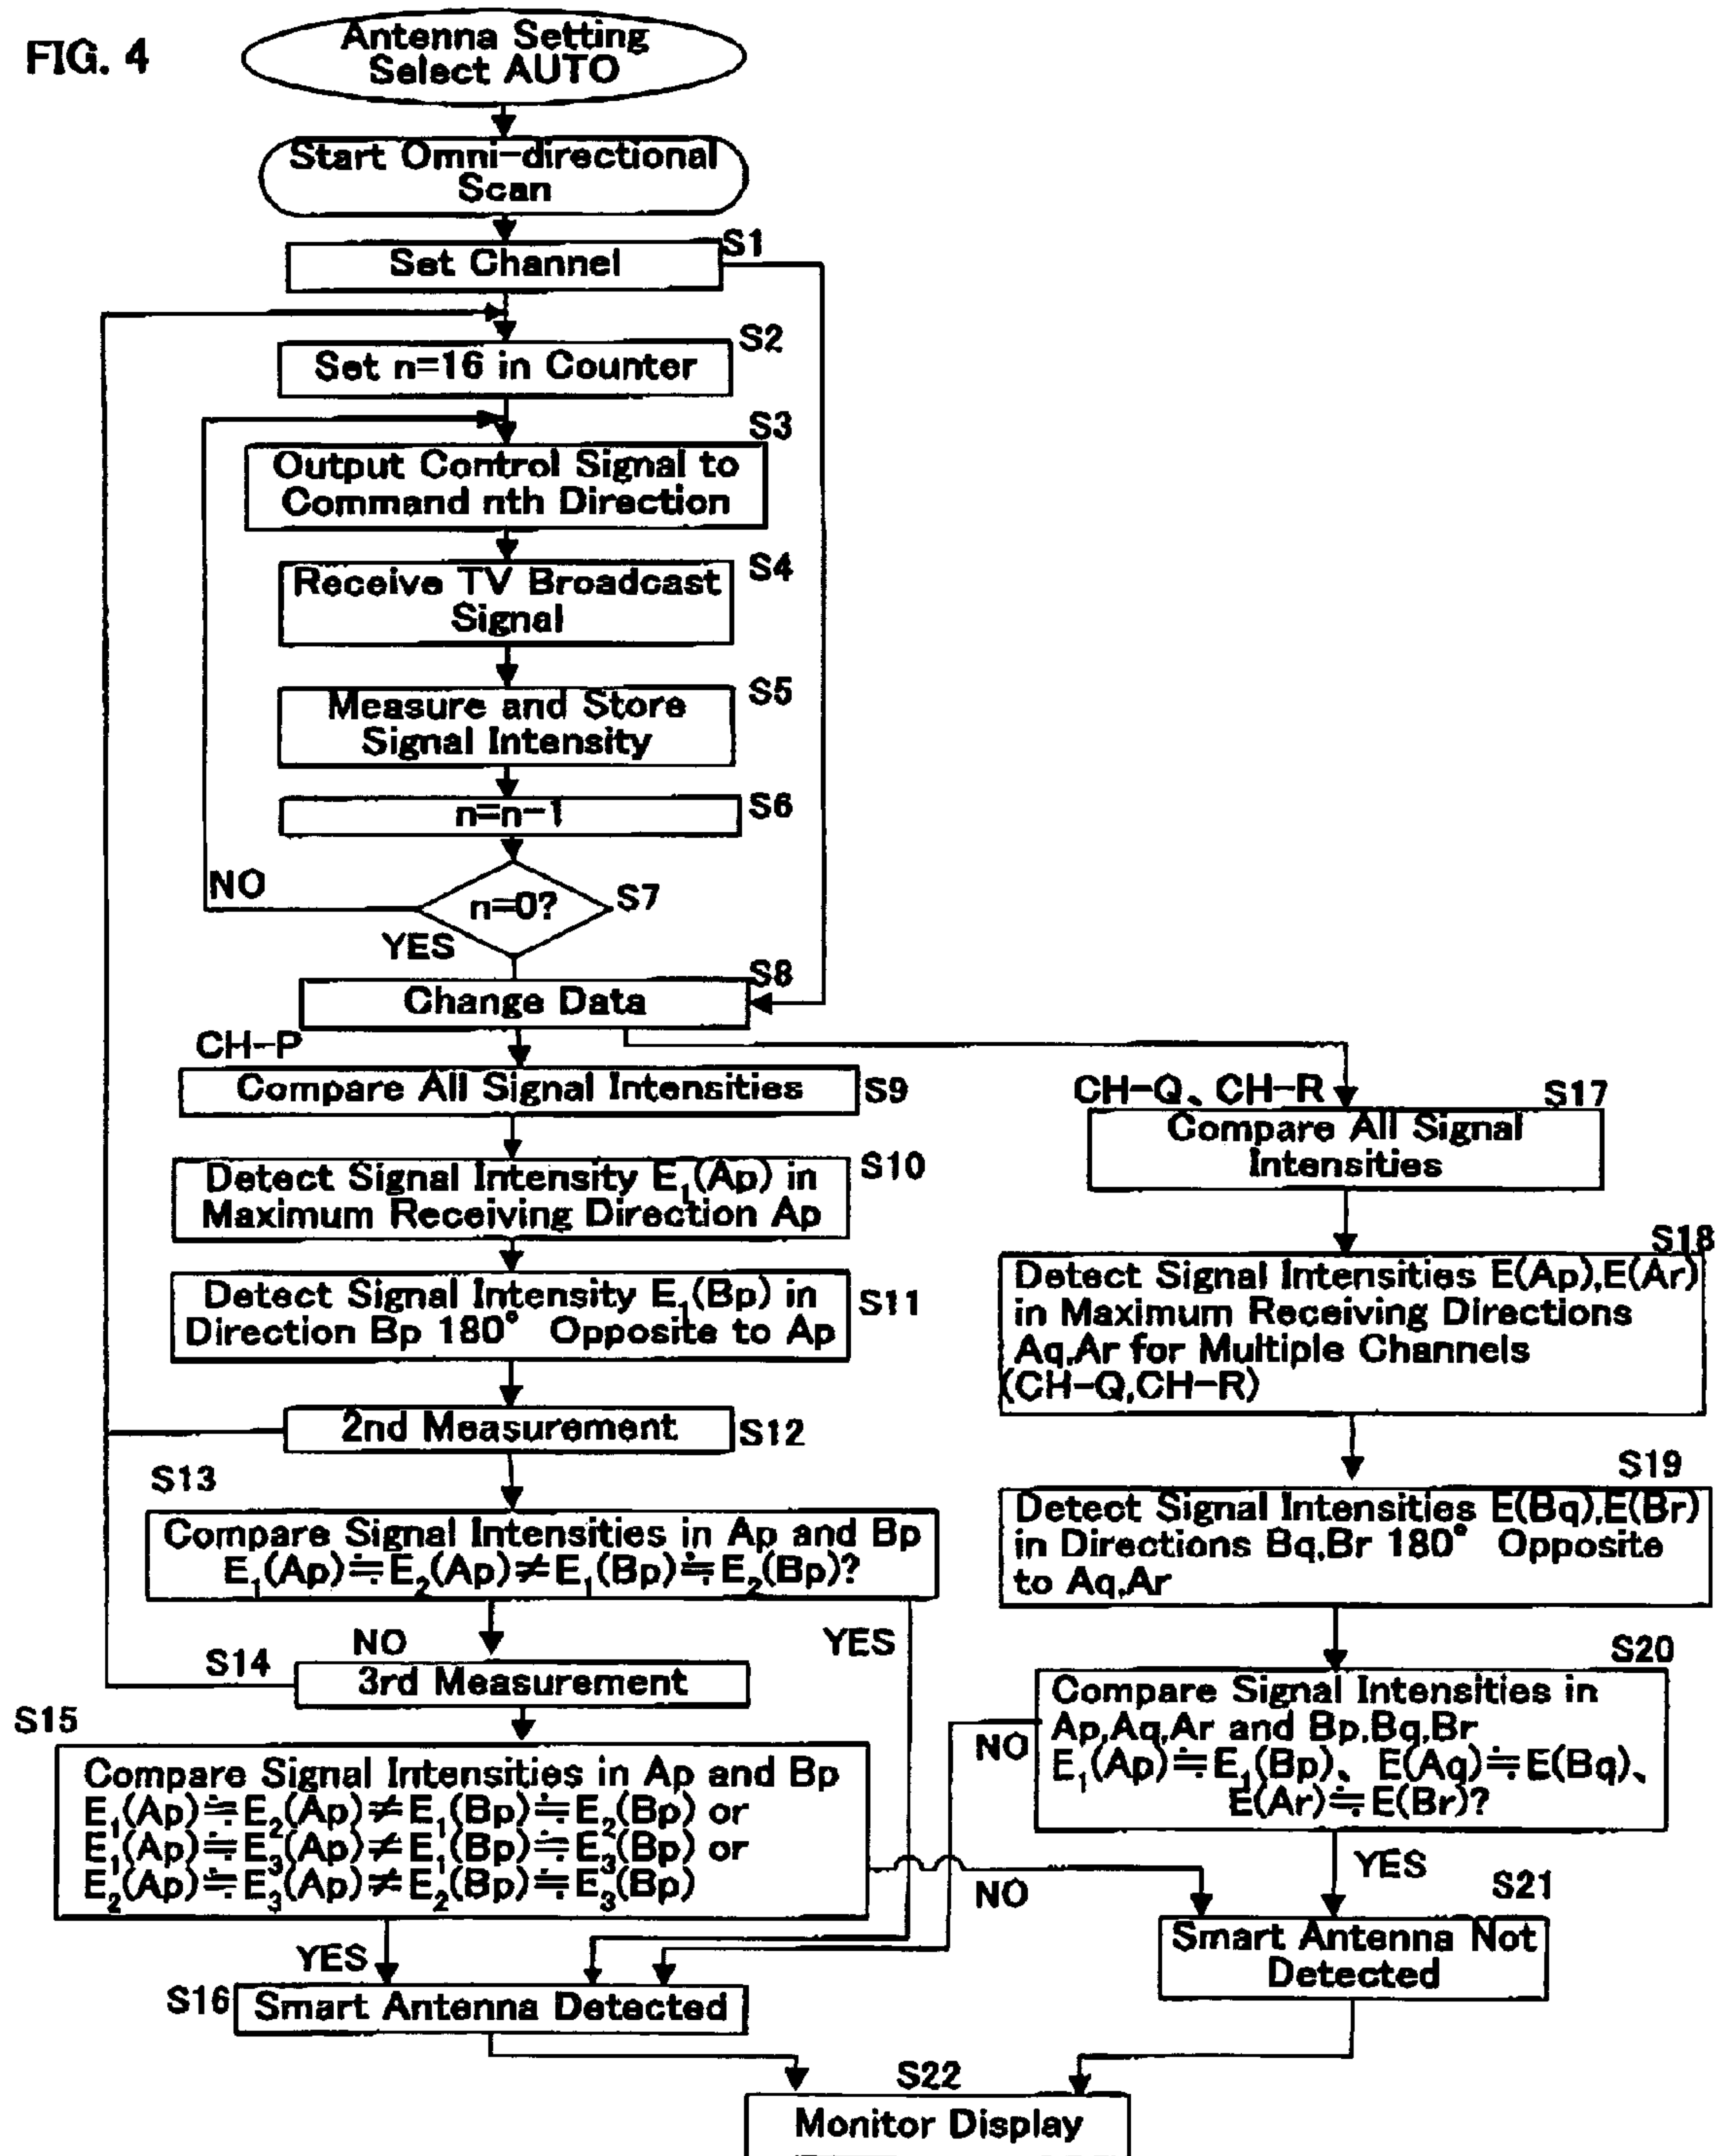 FIG. 4
Antenna Setting
Select AUTO
Start Omni-directional
Scan
S1
Set Channel
S2
Set n=16 in Counter
S3
Output Control Signal to
Command nth Direction
S4
Receive TV Broadcast
Signal
S5
Measure and Store
Signal Intensity
S6
n=n-1
NO
n=0?
S7
YES
S8
Change Data
CH-P
Compare All Signal Intensities
S9
S10
Detect Signal Intensity E₁(Ap) in
Maximum Receiving Direction Ap
S11
Detect Signal Intensity E₁(Bp) in
Direction Bp 180° Opposite to Ap
2nd Measurement
S12
S13
Compare Signal Intensities in Ap and Bp
E₁(Ap)≒E₂(Ap)≠E₁(Bp)≒E₂(Bp)?
NO
YES
S14
3rd Measurement
S15
Compare Signal Intensities in Ap and Bp
E₁(Ap)≒E₂(Ap)≠E₁(Bp)≒E₂(Bp) or
E₁(Ap)≒E₃(Ap)≠E₁(Bp)≒E₃(Bp) or
E₂(Ap)≒E₃(Ap)≠E₂(Bp)≒E₃(Bp)
YES
NO
S16
Smart Antenna Detected
CH-Q、CH-R
S17
Compare All Signal
Intensities
S18
Detect Signal Intensities E(Ap),E(Ar)
in Maximum Receiving Directions
Aq,Ar for Multiple Channels
(CH-Q,CH-R)
S19
Detect Signal Intensities E(Bq),E(Br)
in Directions Bq,Br 180° Opposite
to Aq,Ar
S20
Compare Signal Intensities in
Ap,Aq,Ar and Bp,Bq,Br
E₁(Ap)≒E₁(Bp)、E(Aq)≒E(Bq)、
E(Ar)≒E(Br)?
NO
YES
S21
Smart Antenna Not
Detected
S22
Monitor Display